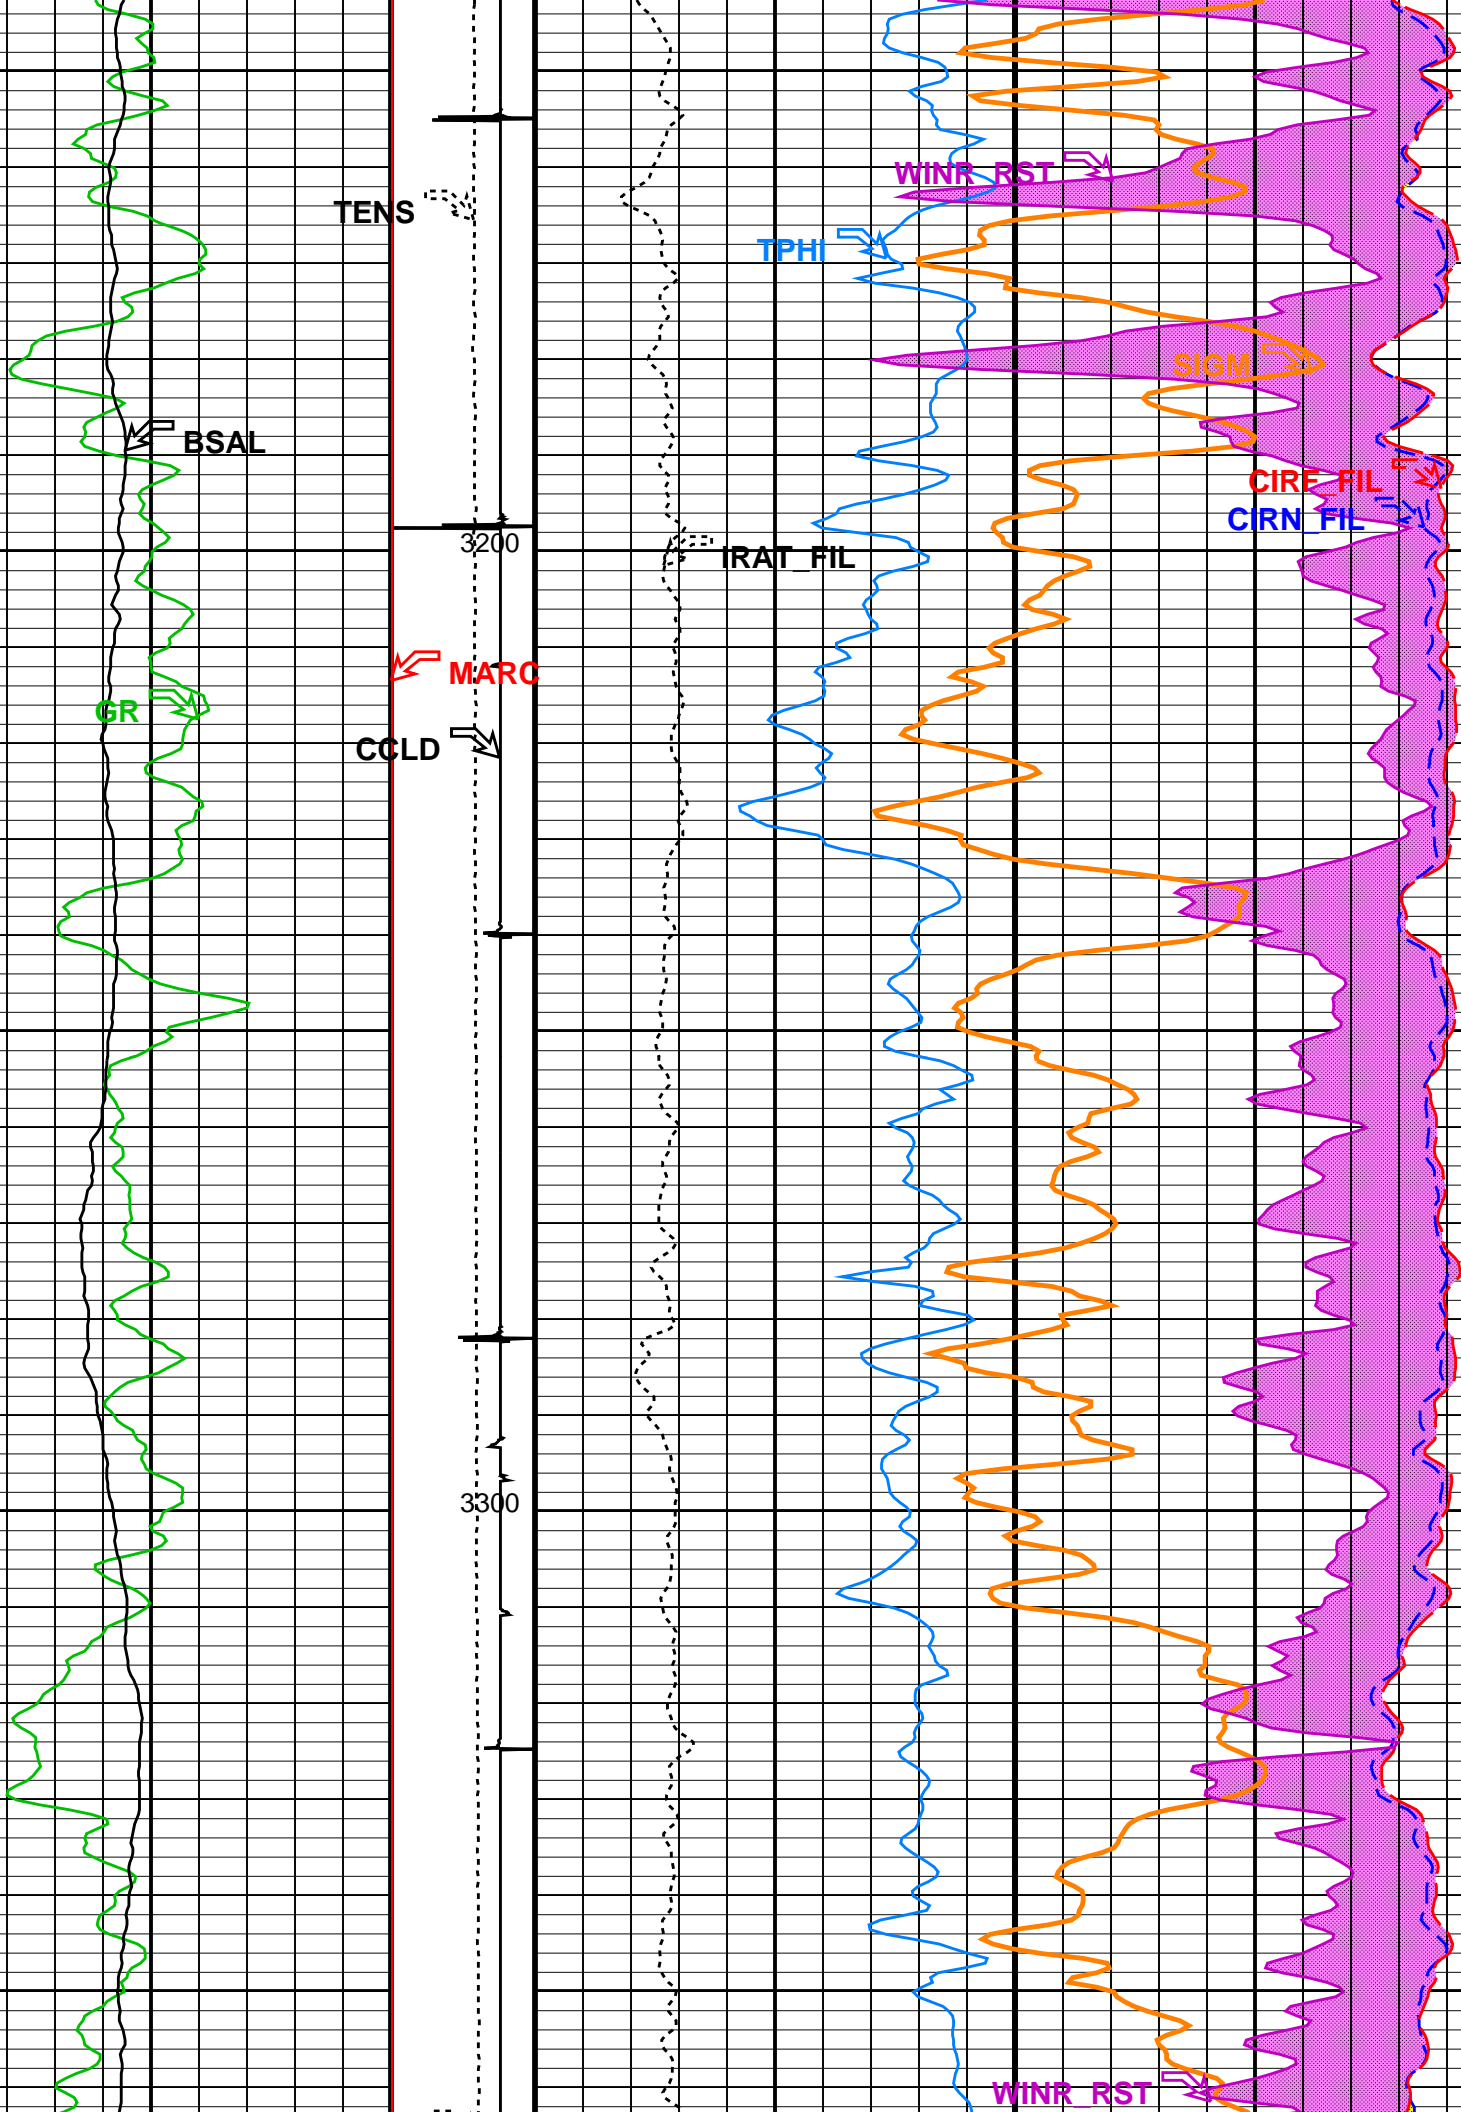 WINR_RST
TENS
TPHI
SIGM
BSAL
CIRF_FIL
CIRN_FIL
3200
IRAT_FIL
MARC
GR
CCLD
3300
WINR_RST